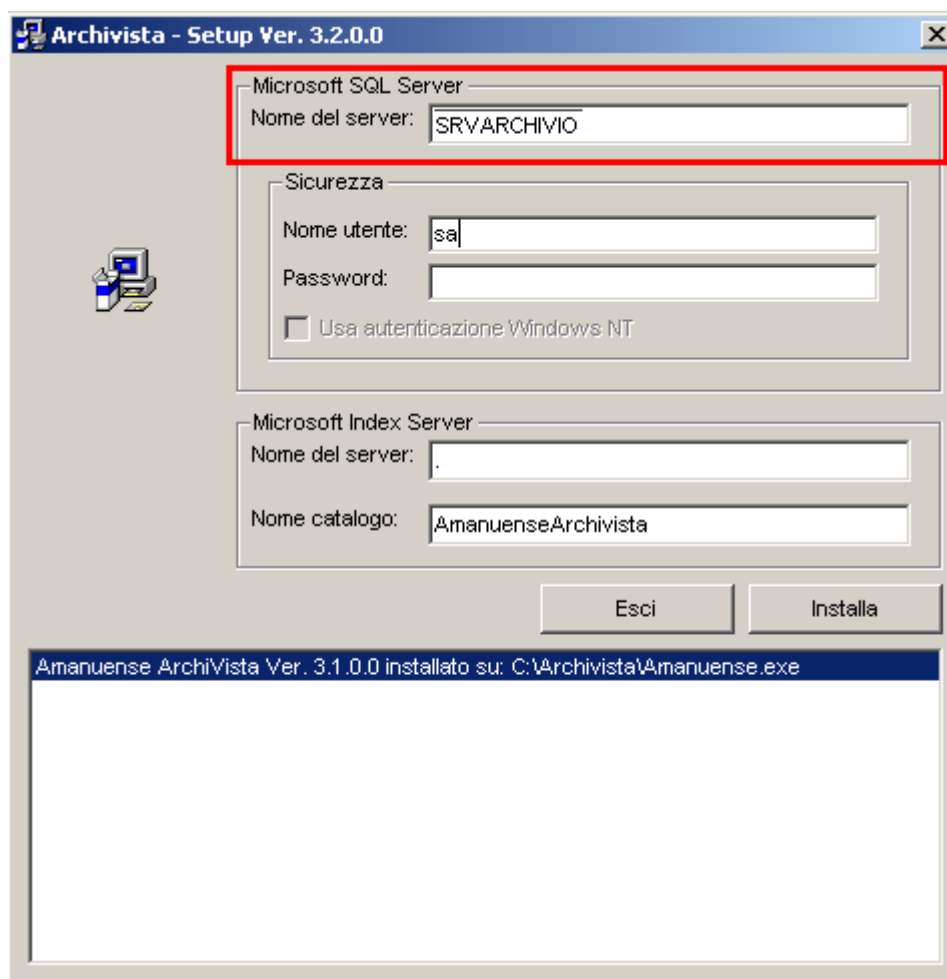 Archivista - Setup Ver. 3.2.0.0
Microsoft SQL Server
Nome del server: SRVARCHIVIO
Sicurezza
Nome utente: sa
Password:
Usa autenticazione Windows NT
Microsoft Index Server
Nome del server: .
Nome catalogo: AmanuenseArchivista
Esci Installa
Amanuense ArchiVista Ver. 3.1.0.0 installato su: C:\Archivista\Amanuense.exe